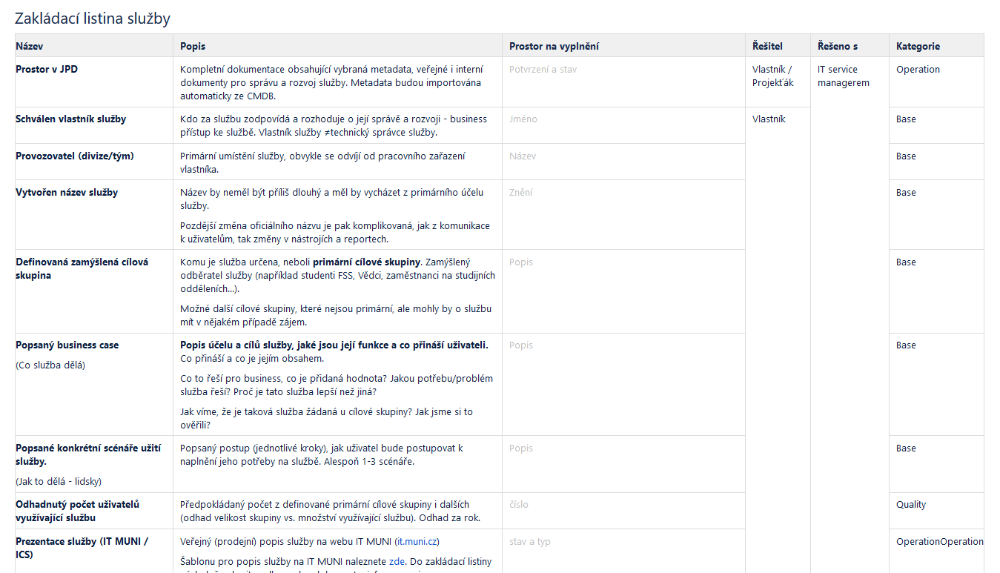 Zakládací listina služby
Název
Popis
Prostor na vyplnění
Řešitel
Řešeno s
Kategorie
Prostor v JPD
Kompletní dokumentace obsahující vybraná metadata, veřejné i interní
dokumenty pro správu a rozvoj služby. Metadata budou importována
automaticky ze CMDB.
Potvrzení a stav
Vlastník /
Projekťák
IT service
managerem
Operation
Schválen vlastník služby
Kdo za službu zodpovídá a rozhoduje o její správě a rozvoji - business
přístup ke službě. Vlastník služby ≠technický správce služby.
Jméno
Vlastník
Base
Provozovatel (divize/tým)
Primární umístění služby, obvykle se odvíjí od pracovního zařazení
vlastníka.
Název
Base
Vytvořen název služby
Název by neměl být příliš dlouhý a měl by vycházet z primárního účelu
služby.
Pozdější změna oficiálního názvu je pak komplikovaná, jak z komunikace
k uživatelům, tak změny v nástrojích a reportech.
Znění
Base
Definovaná zamýšlená cílová
skupina
Komu je služba určena, neboli primární cílové skupiny. Zamýšlený
odběratel služby (například studenti FSS, Vědci, zaměstnanci na studijních
odděleních...).
Možné další cílové skupiny, které nejsou primární, ale mohly by o službu
mít v nějakém případě zájem.
Popis
Base
Popsaný business case
(Co služba dělá)
Popis účelu a cílů služby, jaké jsou její funkce a co přináší uživateli.
Co přináší a co je jejím obsahem.
Co to řeší pro business, co je přidaná hodnota? Jakou potřebu/problém
služba řeší? Proč je tato služba lepší než jiná?
Jak víme, že je taková služba žádaná u cílové skupiny? Jak jsme si to
ověřili?
Popis
Base
Popsané konkrétní scénáře užití
služby.
(Jak to dělá - lidsky)
Popsaný postup (jednotlivé kroky), jak uživatel bude postupovat k
naplnění jeho potřeby na službě. Alespoň 1-3 scénáře.
Popis
Base
Odhadnutý počet uživatelů
využívající službu
Předpokládaný počet z definované primární cílové skupiny i dalších
(odhad velikost skupiny vs. množství využívající službu). Odhad za rok.
číslo
Quality
Prezentace služby (IT MUNI /
ICS)
Veřejný (prodejní) popis služby na webu IT MUNI (it.muni.cz)
Šablonu pro popis služby na IT MUNI naleznete zde. Do zakládací listiny
stav a typ
OperationOperation